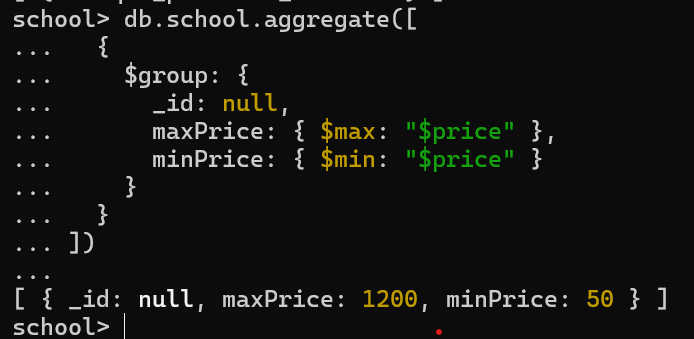 school> db.school.aggregate([
...   {
...     $group: {
...       _id: null,
...       maxPrice: { $max: "$price" },
...       minPrice: { $min: "$price" }
...     }
...   }
... ])
...
[ { _id: null, maxPrice: 1200, minPrice: 50 } ]
school>